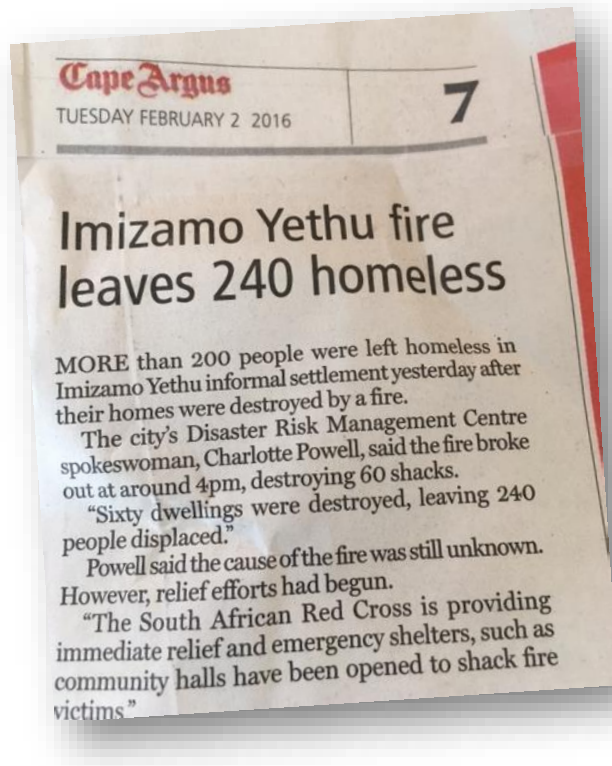 Cape Argus
TUESDAY FEBRUARY 2 2016
7
Imizamo Yethu fire
leaves 240 homeless
MORE than 200 people were left homeless in
Imizamo Yethu informal settlement yesterday after
their homes were destroyed by a fire.
The city's Disaster Risk Management Centre
spokeswoman, Charlotte Powell, said the fire broke
out at around 4pm, destroying 60 shacks.
“Sixty dwellings were destroyed, leaving 240
people displaced.”
Powell said the cause of the fire was still unknown.
However, relief efforts had begun.
“The South African Red Cross is providing
immediate relief and emergency shelters, such as
community halls have been opened to shack fire
victims”